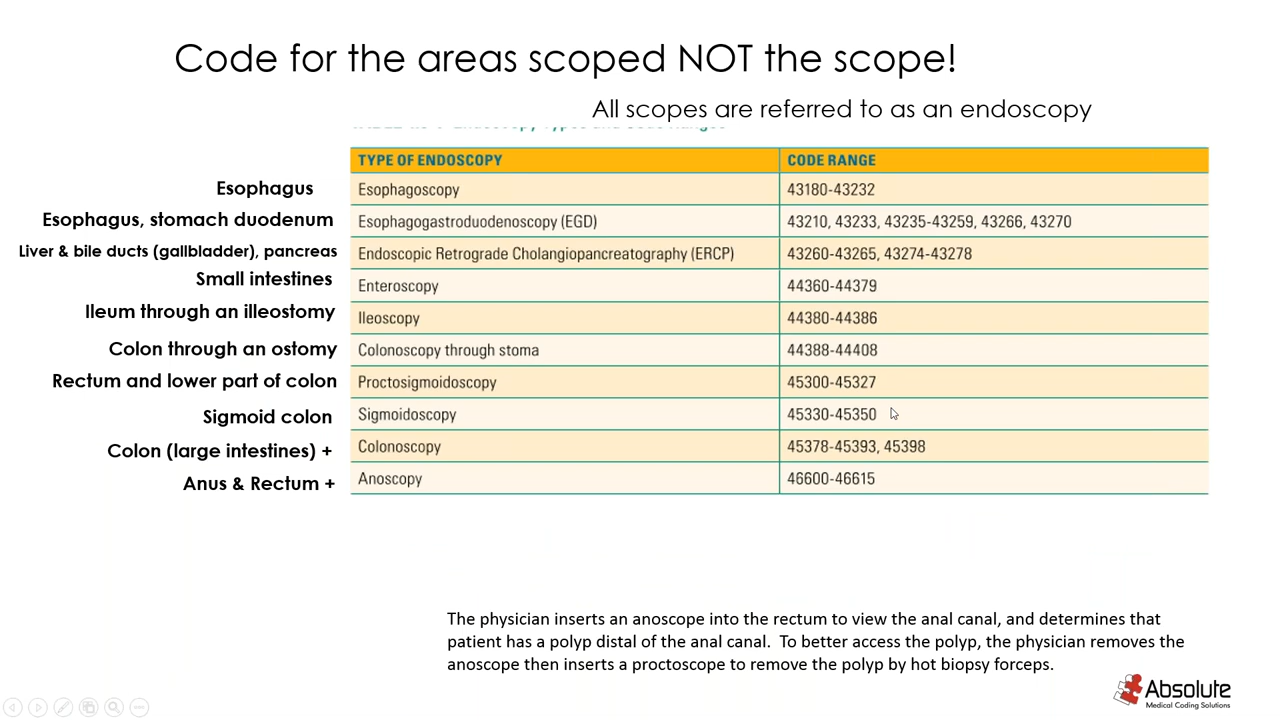 Code for the areas scoped NOT the scope!
All scopes are referred to as an endoscopy
TYPE OF ENDOSCOPY CODE RANGE
Esophagus Esophagoscopy 43180-43232
Esophagus, stomach duodenum Esophagogastroduodenoscopy (EGD) 43210, 43233, 43235-43259, 43266, 43270
Liver & bile ducts (gallbladder), pancreas Endoscopic Retrograde Cholangiopancreatography (ERCP) 43260-43265, 43274-43278
Small intestines Enteroscopy 44360-44379
Ileum through an illeostomy Ileoscopy 44380-44386
Colon through an ostomy Colonoscopy through stoma 44388-44408
Rectum and lower part of colon Proctosigmoidoscopy 45300-45327
Sigmoid colon Sigmoidoscopy 45330-45350
Colon (large intestines) + Colonoscopy 45378-45393, 45398
Anus & Rectum + Anoscopy 46600-46615
The physician inserts an anoscope into the rectum to view the anal canal, and determines that
patient has a polyp distal of the anal canal. To better access the polyp, the physician removes the
anoscope then inserts a proctoscope to remove the polyp by hot biopsy forceps.
Absolute
Medical Coding Solutions